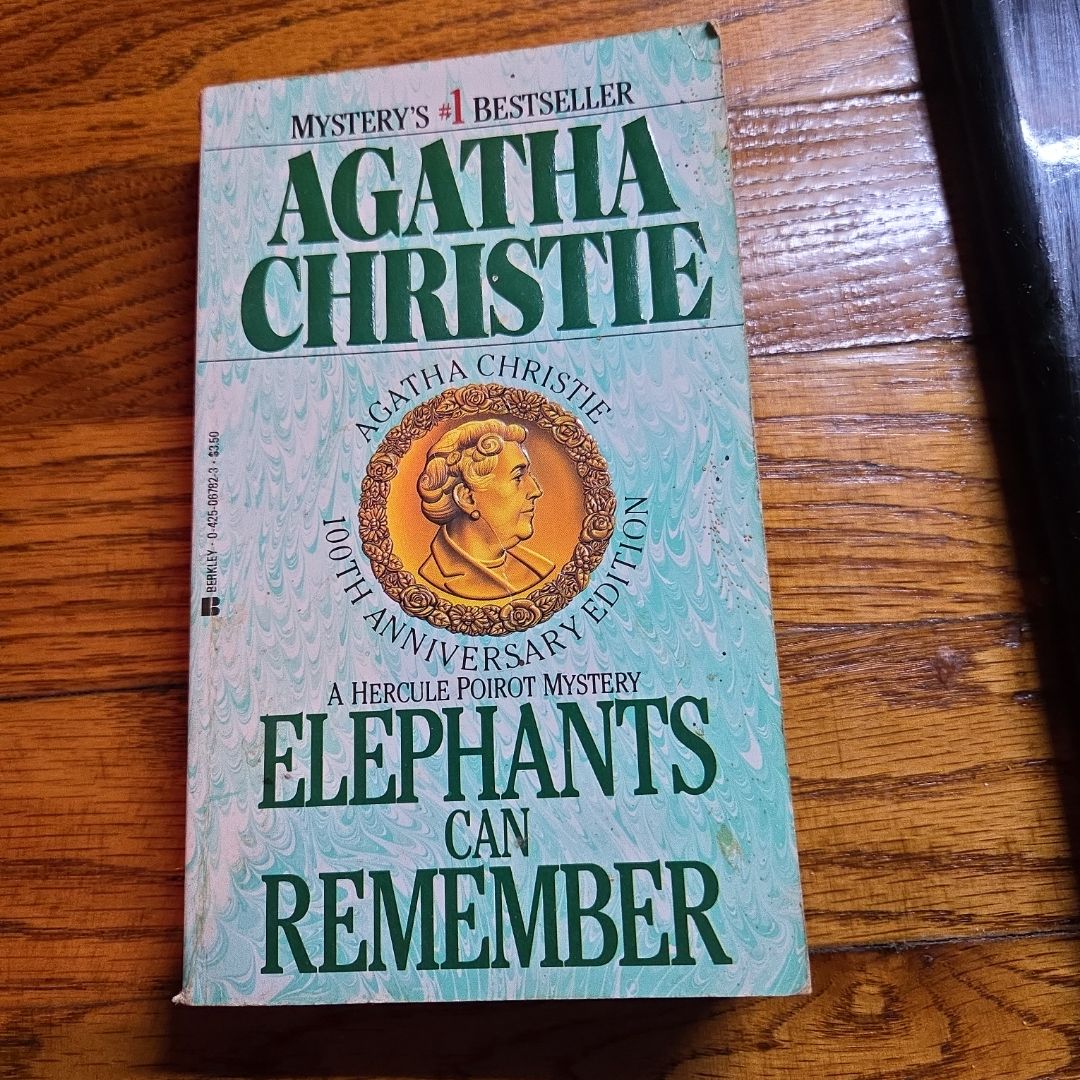 MYSTERY'S #1 BESTSELLER
AGATHA
CHRISTIE
AGATHA CHRISTIE
100TH ANNIVERSARY EDITION
BERKLEY • 0-425-06782-3 • $3.50
B
A HERCULE POIROT MYSTERY
ELEPHANTS
CAN
REMEMBER